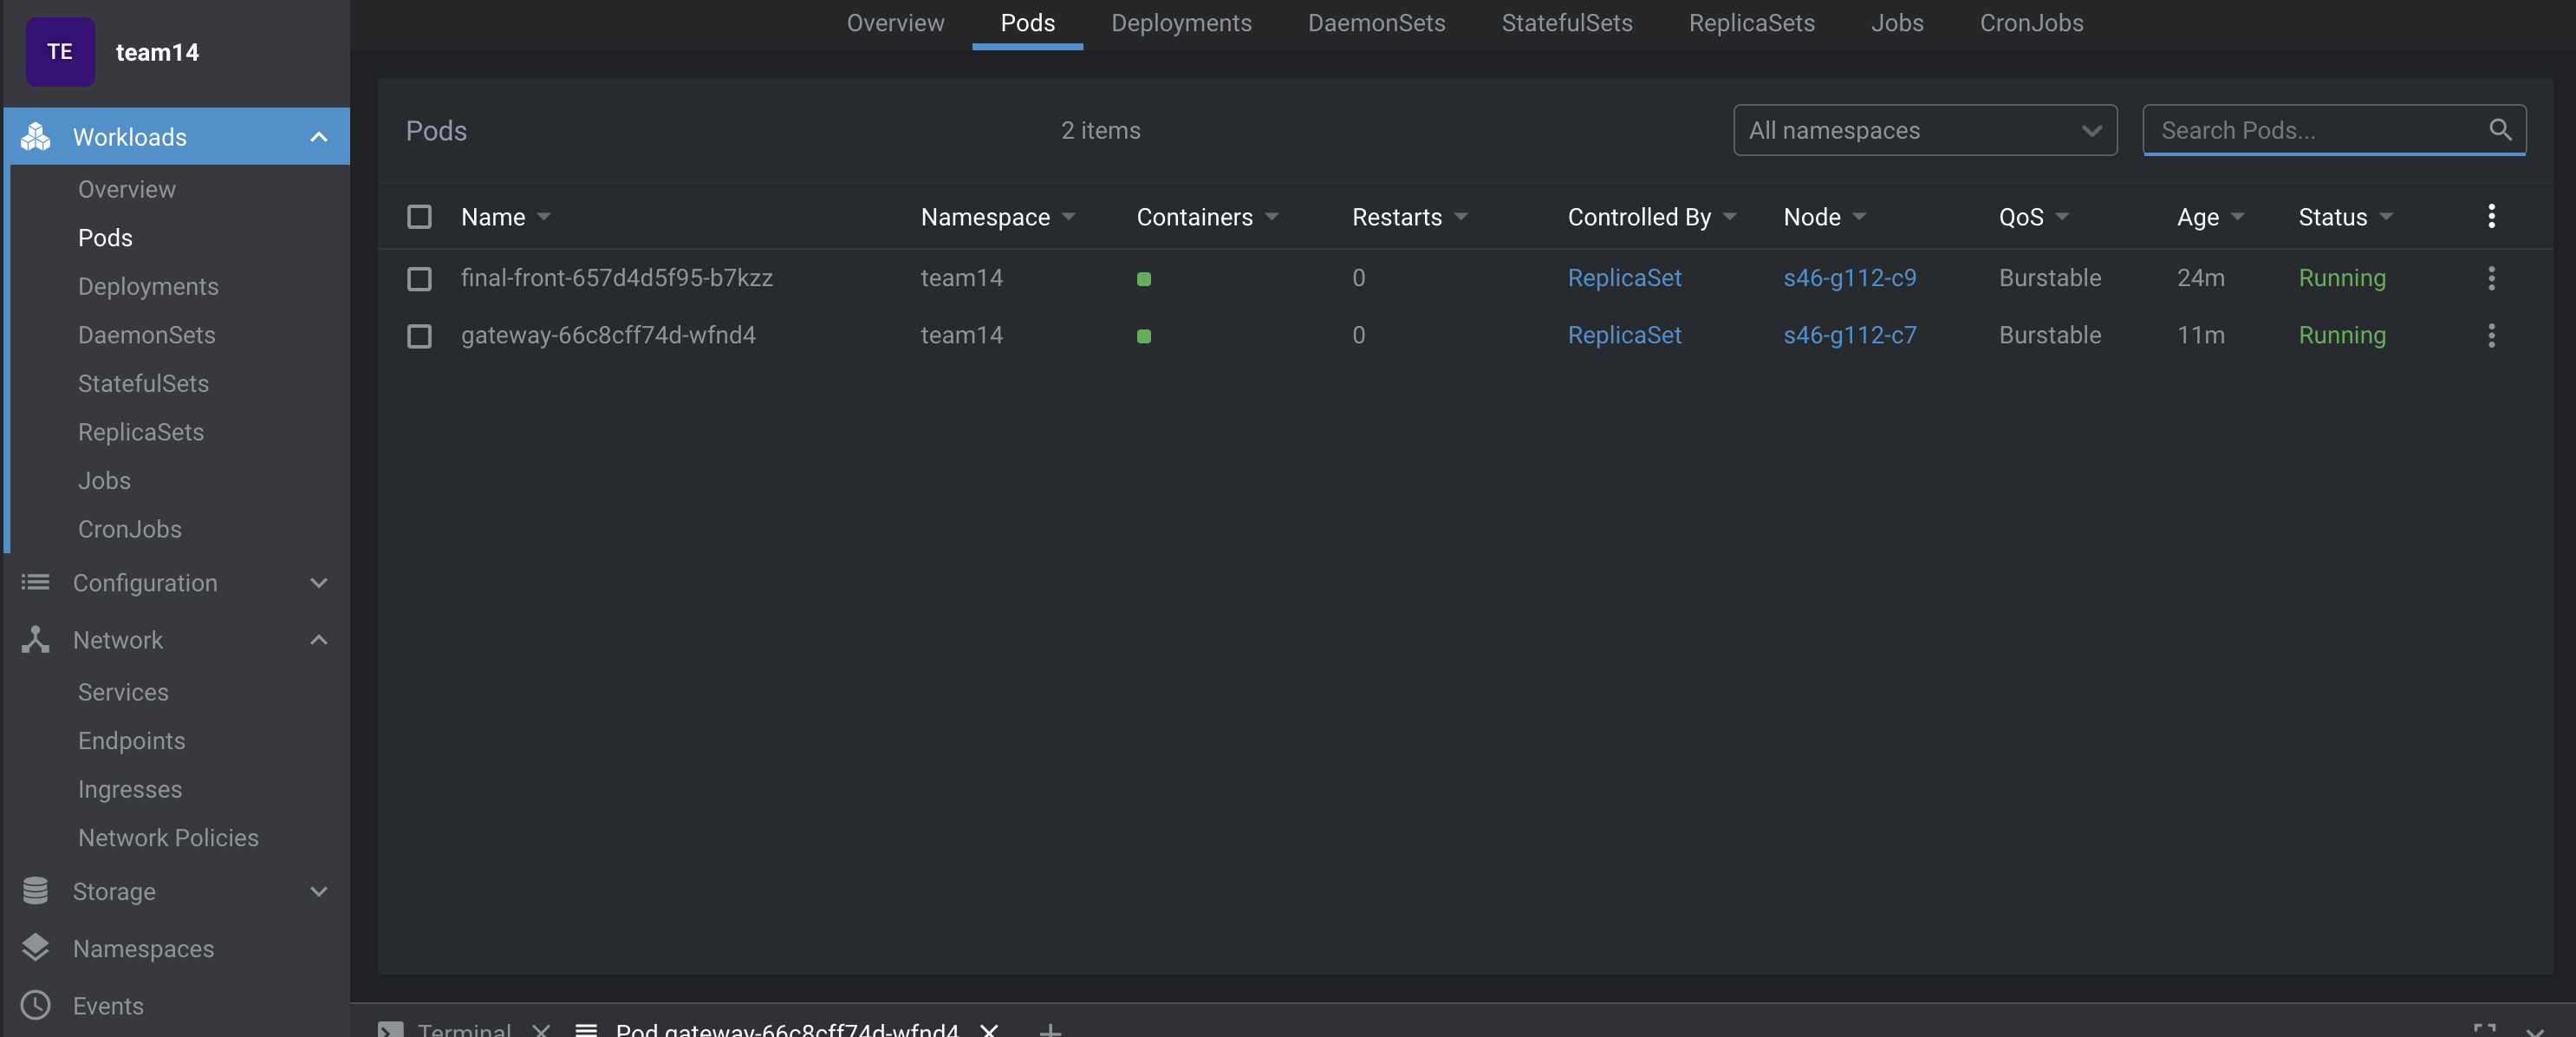 TE team14
Overview Pods Deployments DaemonSets StatefulSets ReplicaSets Jobs CronJobs
Workloads
Overview
Pods
Deployments
DaemonSets
StatefulSets
ReplicaSets
Jobs
CronJobs
Configuration
Network
Services
Endpoints
Ingresses
Network Policies
Storage
Namespaces
Events
Pods 2 items All namespaces Search Pods...
Name Namespace Containers Restarts Controlled By Node QoS Age Status
final-front-657d4d5f95-b7kzz team14 0 ReplicaSet s46-g112-c9 Burstable 24m Running
gateway-66c8cff74d-wfnd4 team14 0 ReplicaSet s46-g112-c7 Burstable 11m Running
Terminal Pod gateway-66c8cff74d-wfnd4